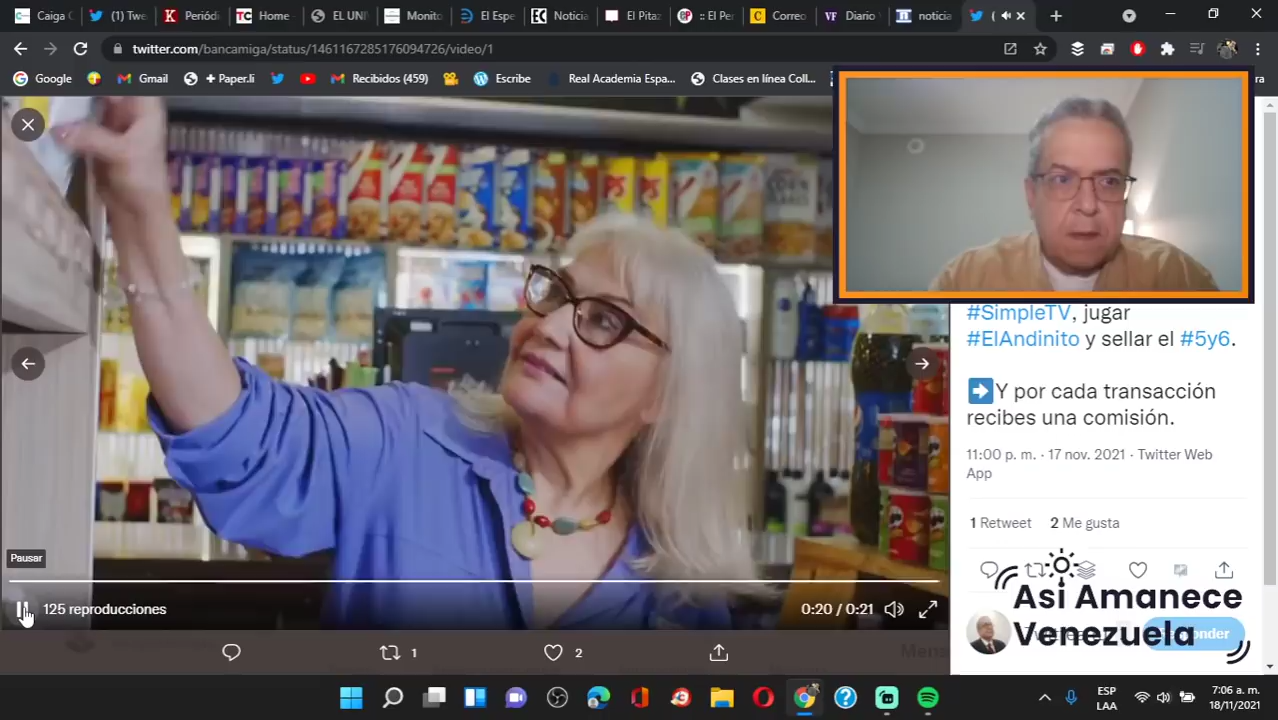 Caiga C
(1) Twe
Periódi
Home
EL UNI
Monito
El Espe
Noticia
El Pitaz
:: El Per
Correo
Diario
noticia
twitter.com/bancamiga/status/1461167285176094726/video/1
Google
Gmail
+ Paper.li
Recibidos (459)
Escribe
Real Academia Espa...
Clases en línea Coll...
#SimpleTV, jugar
#ElAndinito y sellar el #5y6.
➡Y por cada transacción
recibes una comisión.
11:00 p. m. · 17 nov. 2021 · Twitter Web
App
1 Retweet 2 Me gusta
Pausar
125 reproducciones
0:20 / 0:21
1
2
Asi Amanece
Venezuela
ESP
LAA
7:06 a. m.
18/11/2021